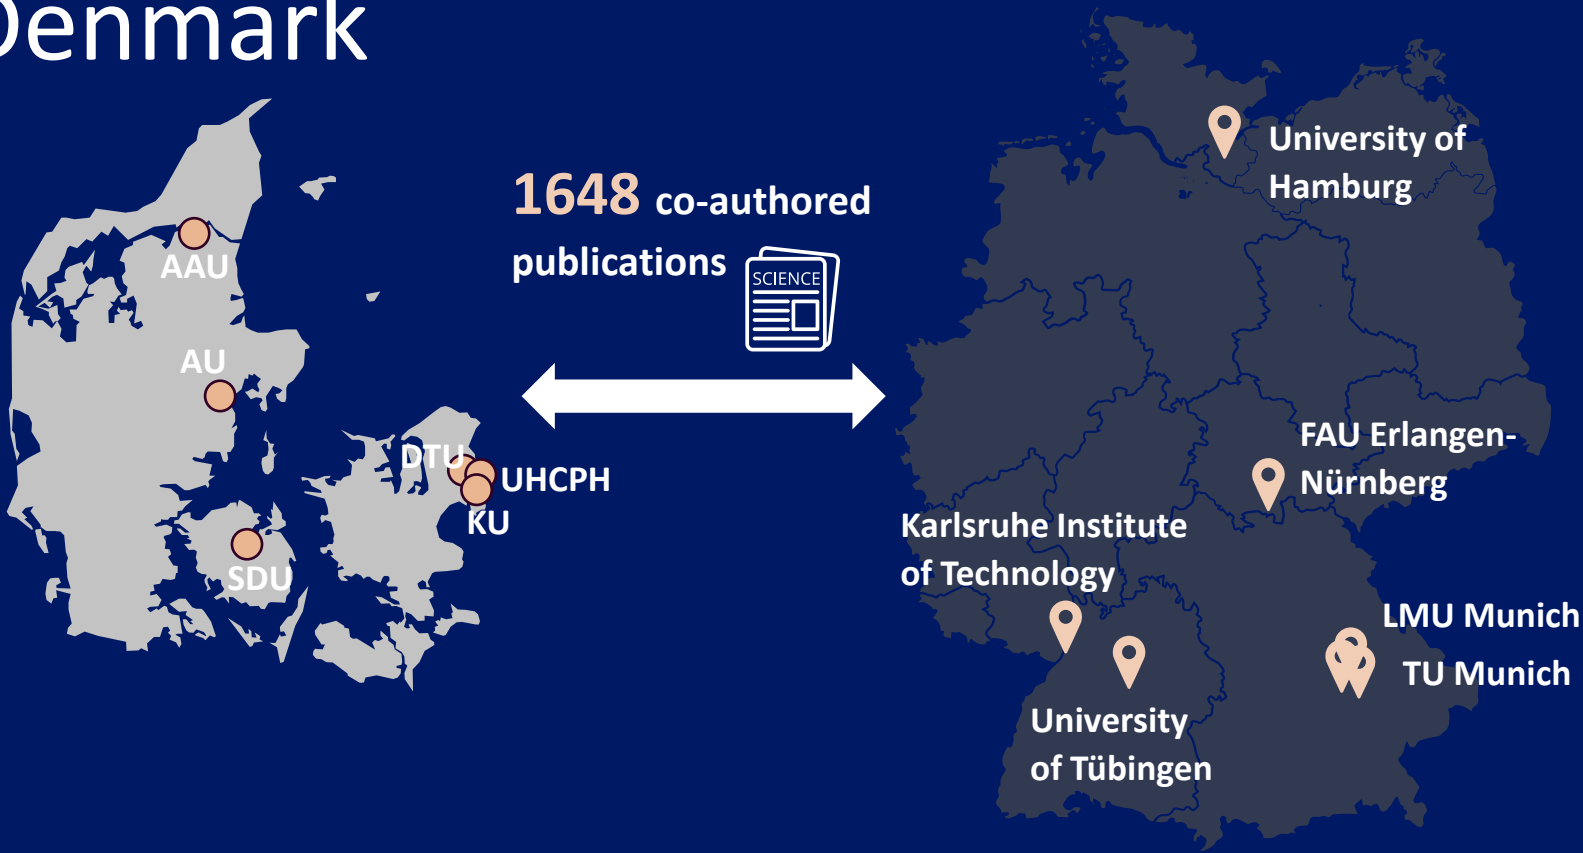 Denmark
1648 co-authored
publications
SCIENCE
AAU
AU
DTU
UHCPH
KU
SDU
University of
Hamburg
FAU Erlangen-
Nürnberg
Karlsruhe Institute
of Technology
LMU Munich
TU Munich
University
of Tübingen